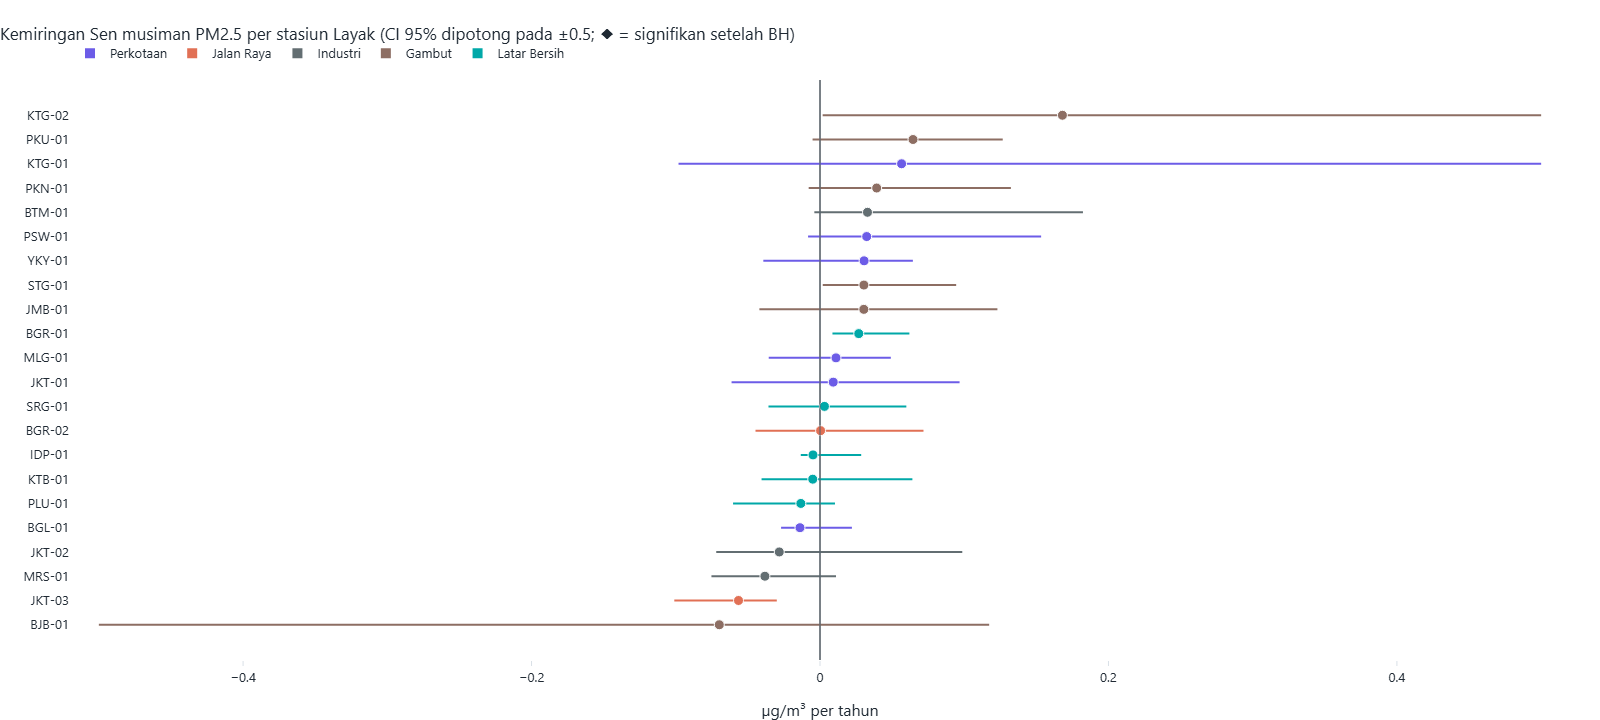 Kemiringan Sen musiman PM2.5 per stasiun Layak (CI 95% dipotong pada ±0.5; ◆ = signifikan setelah BH)
Perkotaan Jalan Raya Industri Gambut Latar Bersih
KTG-02
PKU-01
KTG-01
PKN-01
BTM-01
PSW-01
YKY-01
STG-01
JMB-01
BGR-01
MLG-01
JKT-01
SRG-01
BGR-02
IDP-01
KTB-01
PLU-01
BGL-01
JKT-02
MRS-01
JKT-03
BJB-01
−0.4 −0.2 0 0.2 0.4
µg/m³ per tahun